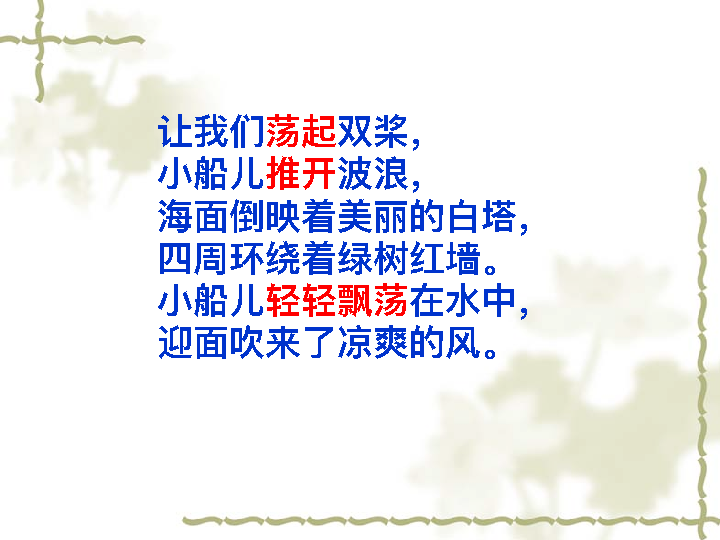 让我们荡起双桨，
小船儿推开波浪，
海面倒映着美丽的白塔，
四周环绕着绿树红墙。
小船儿轻轻飘荡在水中，
迎面吹来了凉爽的风。